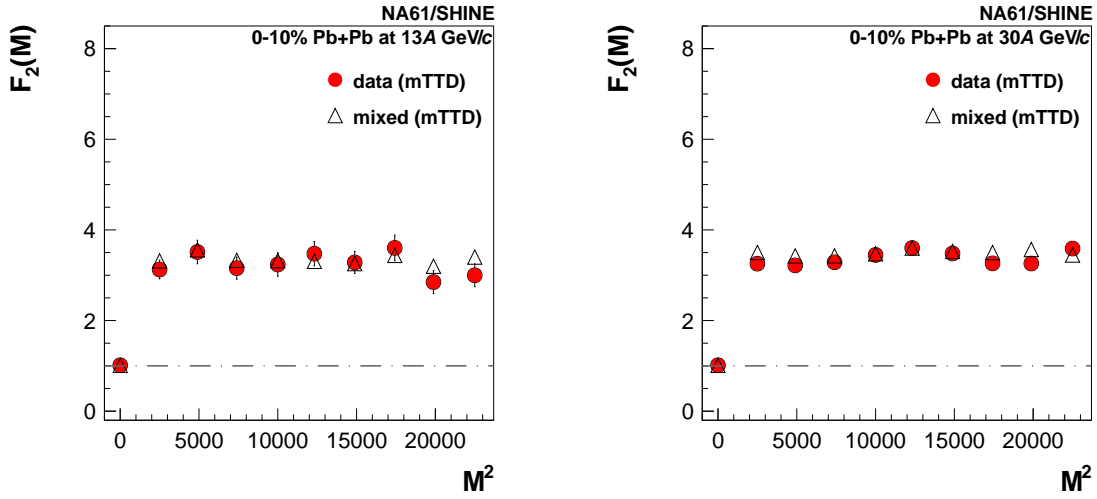 NA61/SHINE
0-10% Pb+Pb at 13A GeV/c
F2(M)
8
data (mTTD)
mixed (mTTD)
6
4
2
0
0 5000 10000 15000 20000
M²
NA61/SHINE
0-10% Pb+Pb at 30A GeV/c
F2(M)
8
data (mTTD)
mixed (mTTD)
6
4
2
0
0 5000 10000 15000 20000
M²